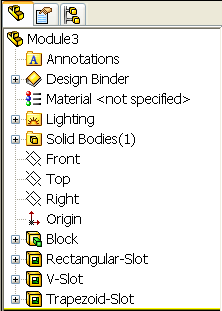 Module3
Annotations
Design Binder
Material <not specified>
Lighting
Solid Bodies(1)
Front
Top
Right
Origin
Block
Rectangular-Slot
V-Slot
Trapezoid-Slot